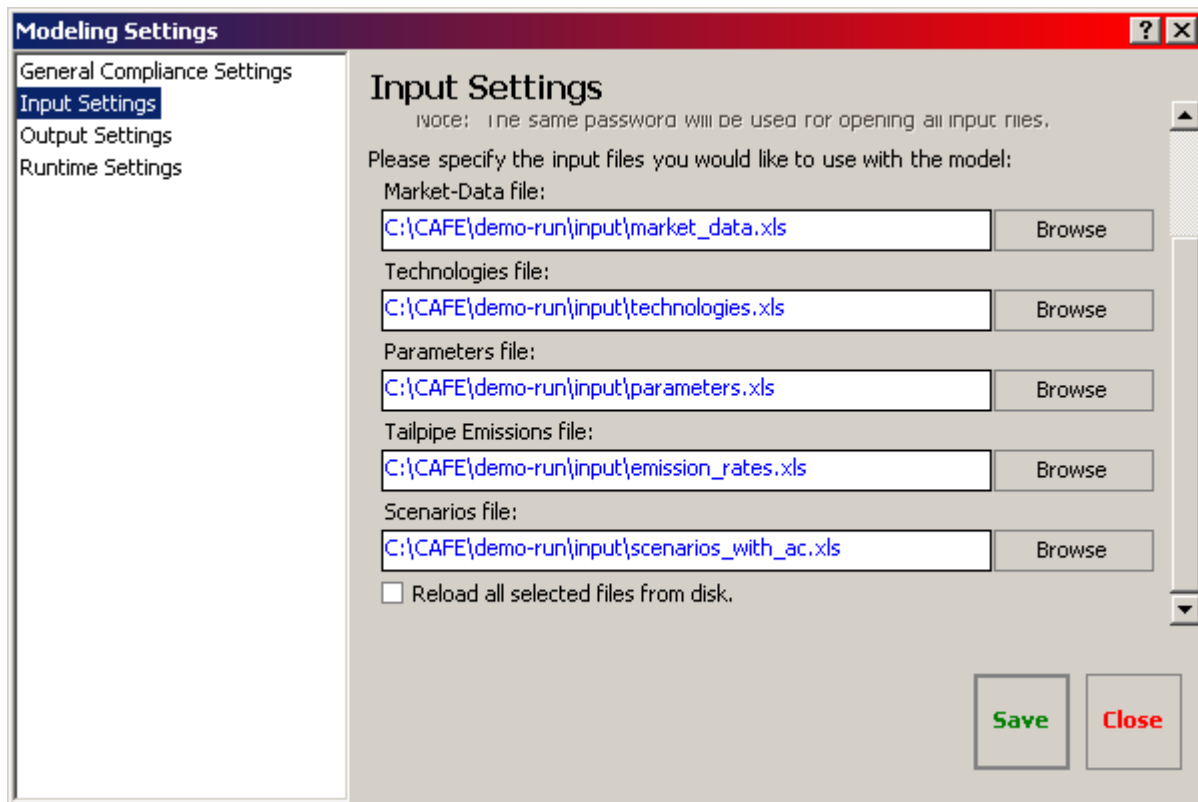 Modeling Settings
General Compliance Settings
Input Settings
Output Settings
Runtime Settings
Input Settings
Note: The same password will be used for opening all input files.
Please specify the input files you would like to use with the model:
Market-Data file:
C:\CAFE\demo-run\input\market_data.xls
Browse
Technologies file:
C:\CAFE\demo-run\input\technologies.xls
Browse
Parameters file:
C:\CAFE\demo-run\input\parameters.xls
Browse
Tailpipe Emissions file:
C:\CAFE\demo-run\input\emission_rates.xls
Browse
Scenarios file:
C:\CAFE\demo-run\input\scenarios_with_ac.xls
Browse
Reload all selected files from disk.
Save
Close